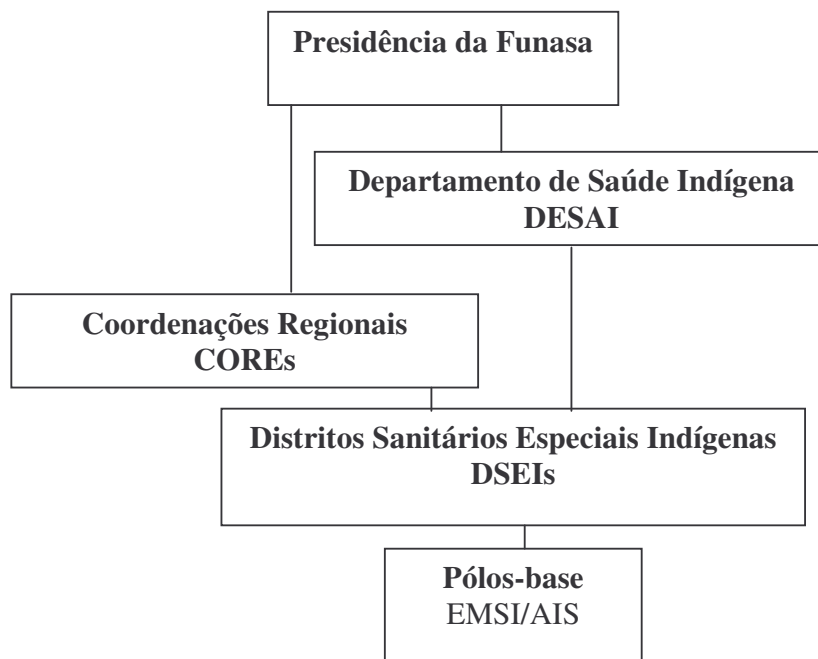 Presidência da Funasa
Departamento de Saúde Indígena
DESAI
Coordenações Regionais
COREs
Distritos Sanitários Especiais Indígenas
DSEIs
Pólos-base
EMSI/AIS